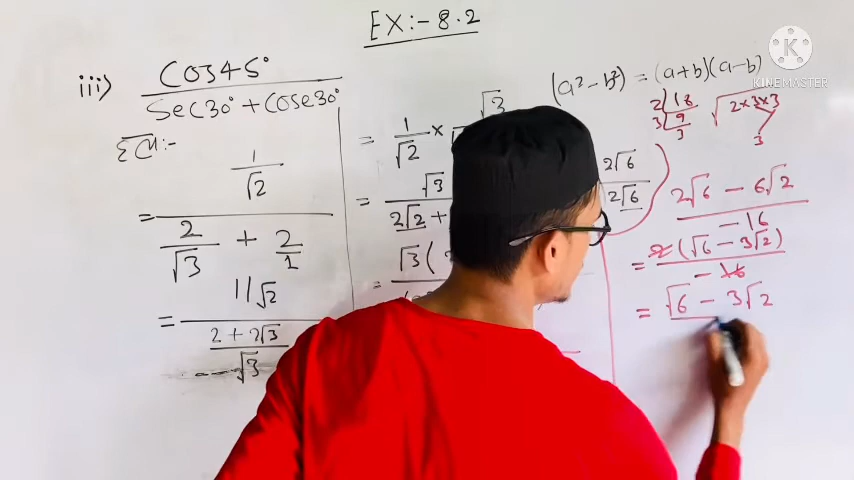 EX:- 8.2
iii) Cos45°
Sec30° + Cose30°
Sol:-
1
√2
=
2/√3 + 2/1
= 1/√2
2 + 2√3
√3
√3
= 1/√2 ×
= √3
2√2 +
= √3 (
2√6
2√6
(a² - b²) = (a+b)(a-b)
2 | 18
3 | 9
3
√2×3×3
3
2√6 - 6√2
-16
= 2(√6 - 3√2)
-16
= √6 - 3√2
KINEMASTER